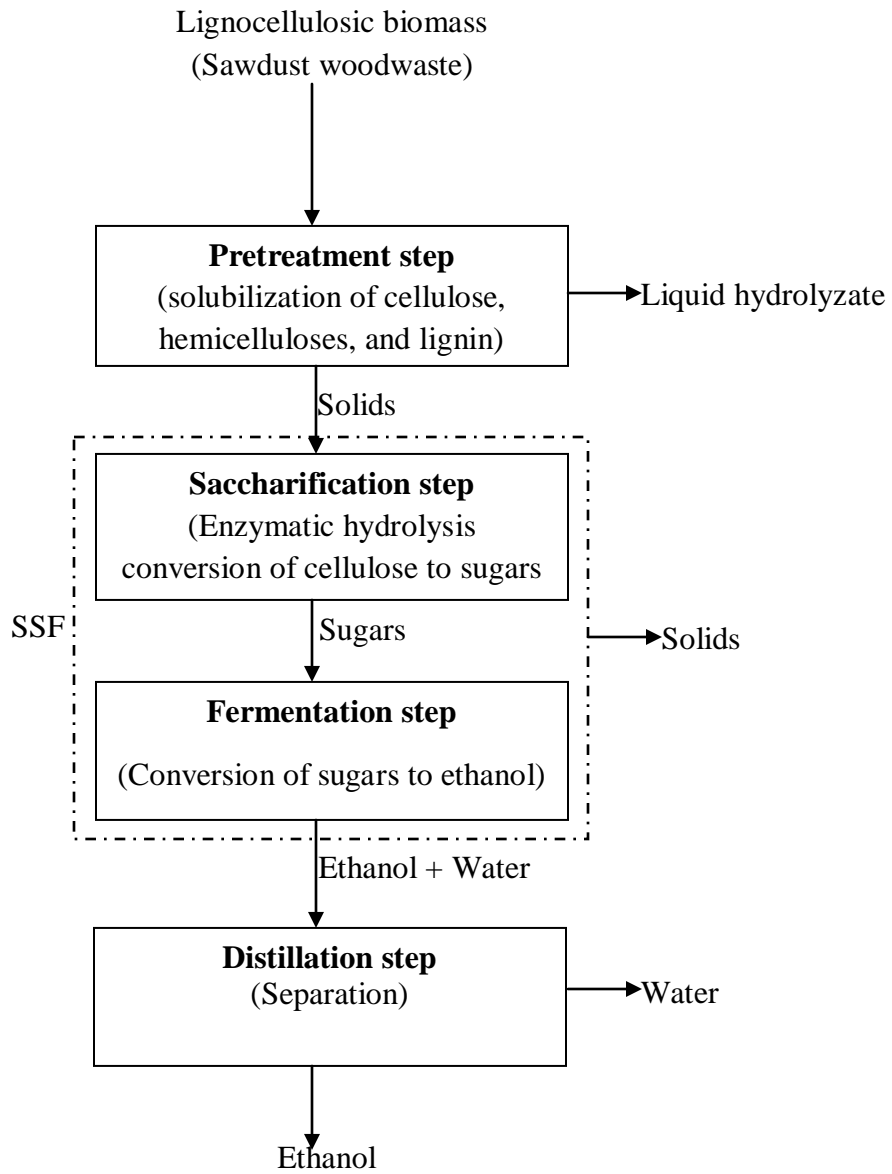 Lignocellulosic biomass
(Sawdust woodwaste)
Pretreatment step
(solubilization of cellulose,
hemicelluloses, and lignin)
Liquid hydrolyzate
Solids
Saccharification step
(Enzymatic hydrolysis
conversion of cellulose to sugars
SSF
Sugars
Solids
Fermentation step
(Conversion of sugars to ethanol)
Ethanol + Water
Distillation step
(Separation)
Water
Ethanol